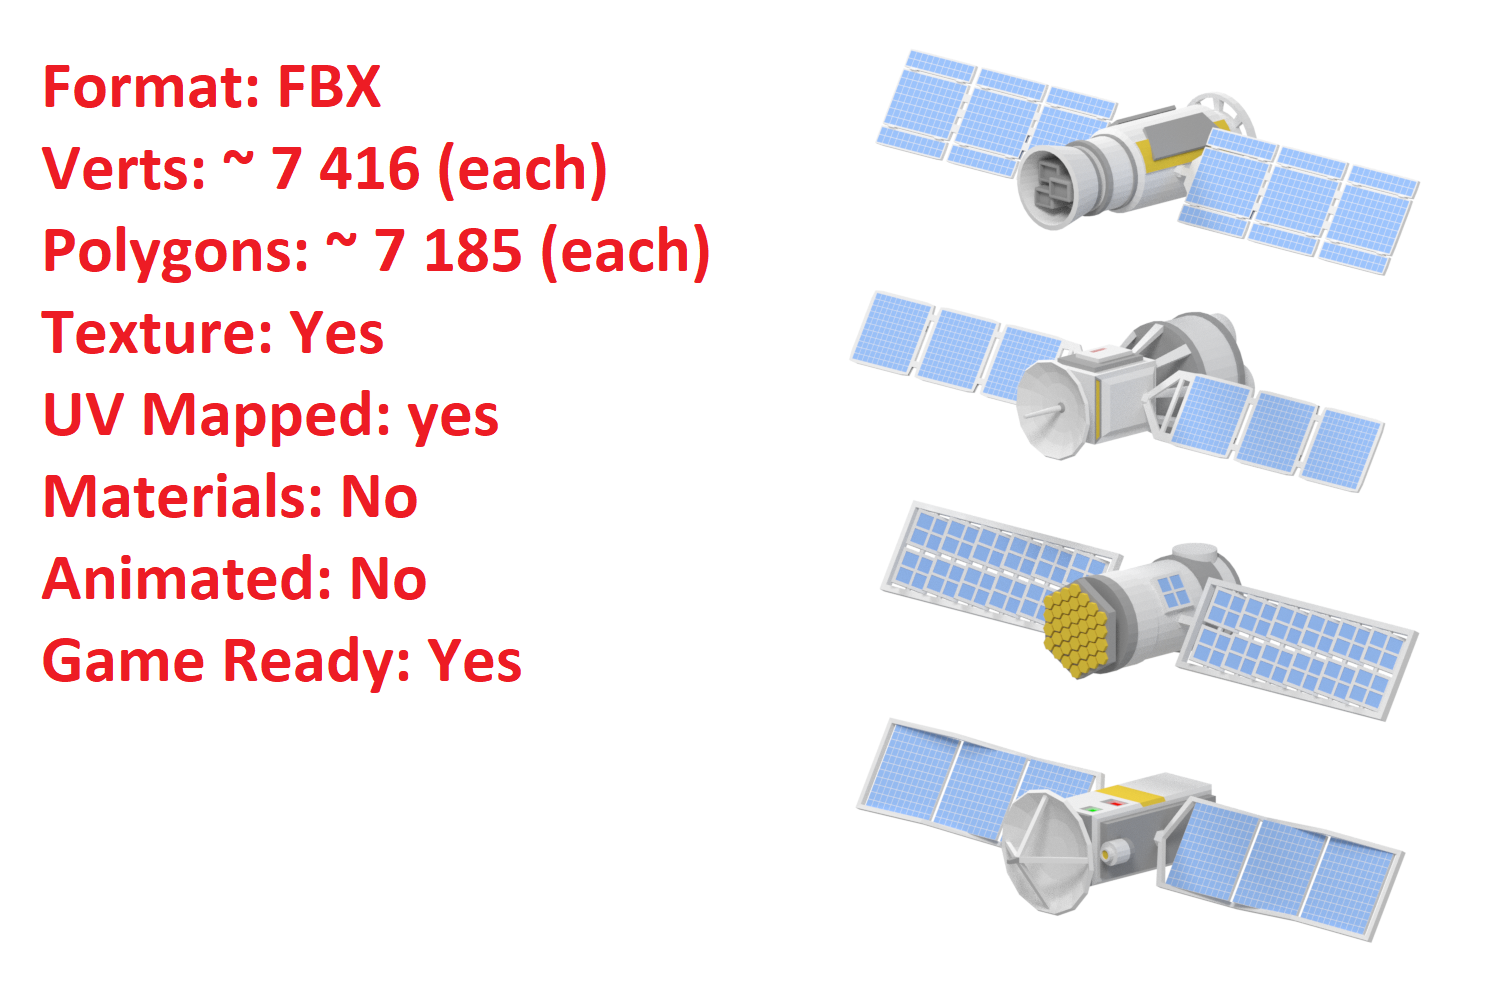 Format: FBX
Verts: ~ 7 416 (each)
Polygons: ~ 7 185 (each)
Texture: Yes
UV Mapped: yes
Materials: No
Animated: No
Game Ready: Yes